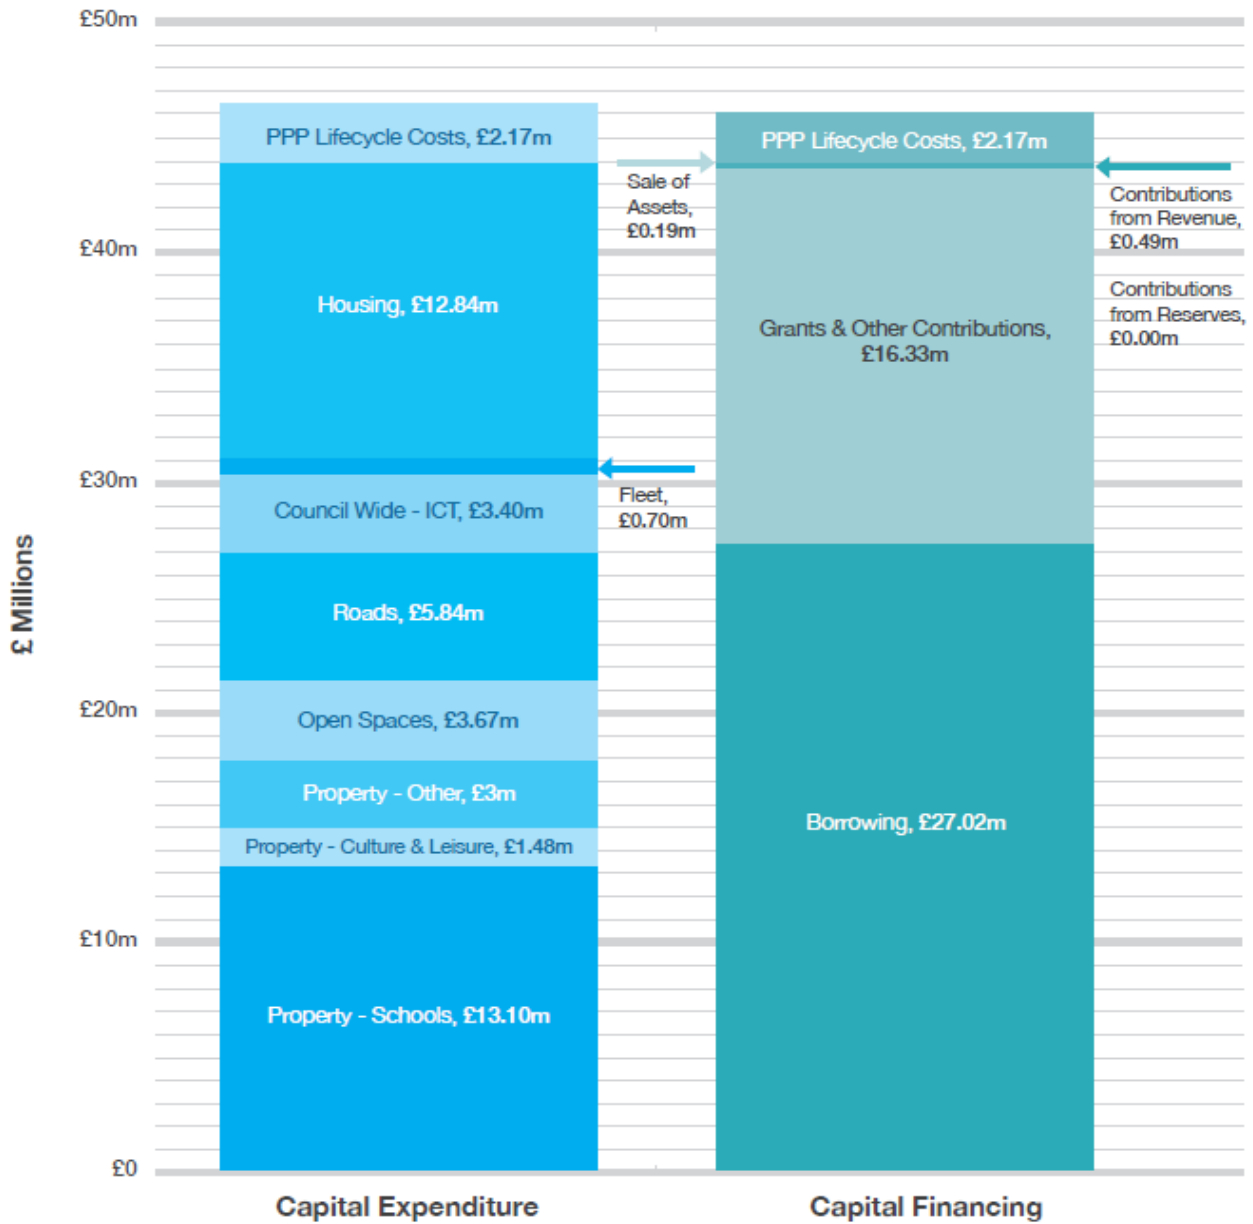 £50m
£40m
£30m
£20m
£10m
£0
£ Millions
PPP Lifecycle Costs, £2.17m
Housing, £12.84m
Fleet,
£0.70m
Council Wide - ICT, £3.40m
Roads, £5.84m
Open Spaces, £3.67m
Property - Other, £3m
Property - Culture & Leisure, £1.48m
Property - Schools, £13.10m
Capital Expenditure
PPP Lifecycle Costs, £2.17m
Sale of
Assets,
£0.19m
Contributions
from Revenue,
£0.49m
Contributions
from Reserves,
£0.00m
Grants & Other Contributions,
£16.33m
Borrowing, £27.02m
Capital Financing